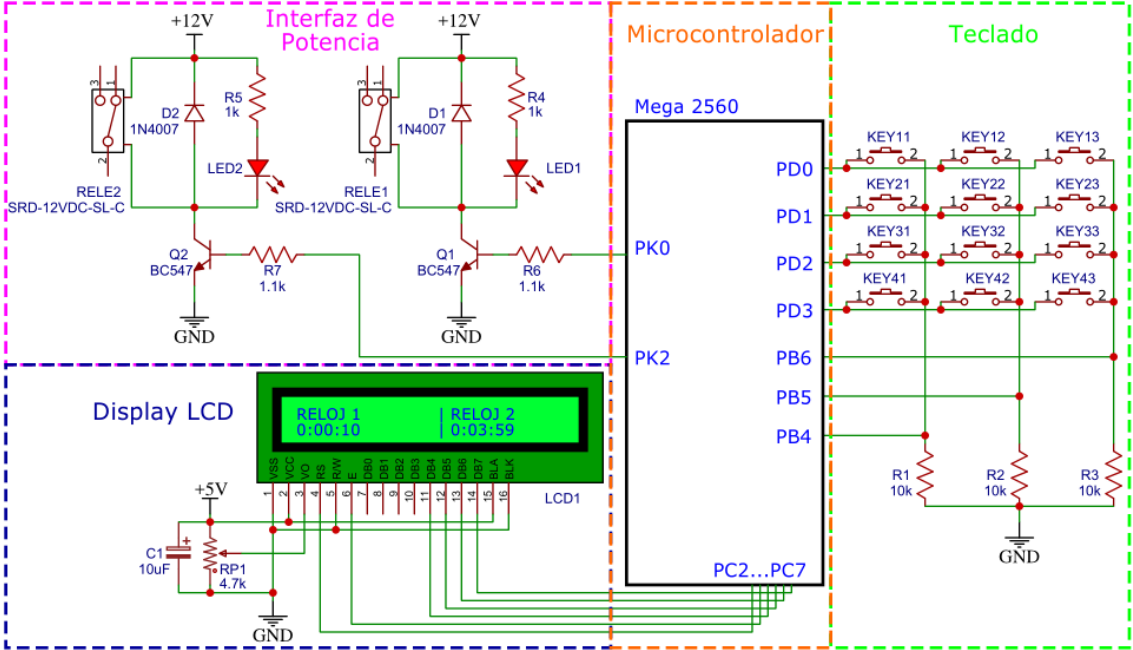 Interfaz de
Potencia
+12V
+12V
3
1
2
D2
1N4007
R5
1k
LED2
RELE2
SRD-12VDC-SL-C
3
1
2
D1
1N4007
R4
1k
LED1
RELE1
SRD-12VDC-SL-C
Q2
BC547
R7
1.1k
GND
Q1
BC547
R6
1.1k
GND
Microcontrolador
Mega 2560
PD0
PD1
PK0
PD2
PD3
PK2
PB6
PB5
PB4
PC2...PC7
Teclado
KEY11
1 2
KEY12
1 2
KEY13
1 2
KEY21
1 2
KEY22
1 2
KEY23
1 2
KEY31
1 2
KEY32
1 2
KEY33
1 2
KEY41
1 2
KEY42
1 2
KEY43
1 2
R1
10k
R2
10k
R3
10k
GND
Display LCD
RELOJ 1 | RELOJ 2
0:00:10 | 0:03:59
VSS VCC VO RS R/W E DB0 DB1 DB2 DB3 DB4 DB5 DB6 DB7 BLA BLK
1 2 3 4 5 6 7 8 9 10 11 12 13 14 15 16
LCD1
+5V
C1
10uF
+
RP1
4.7k
GND